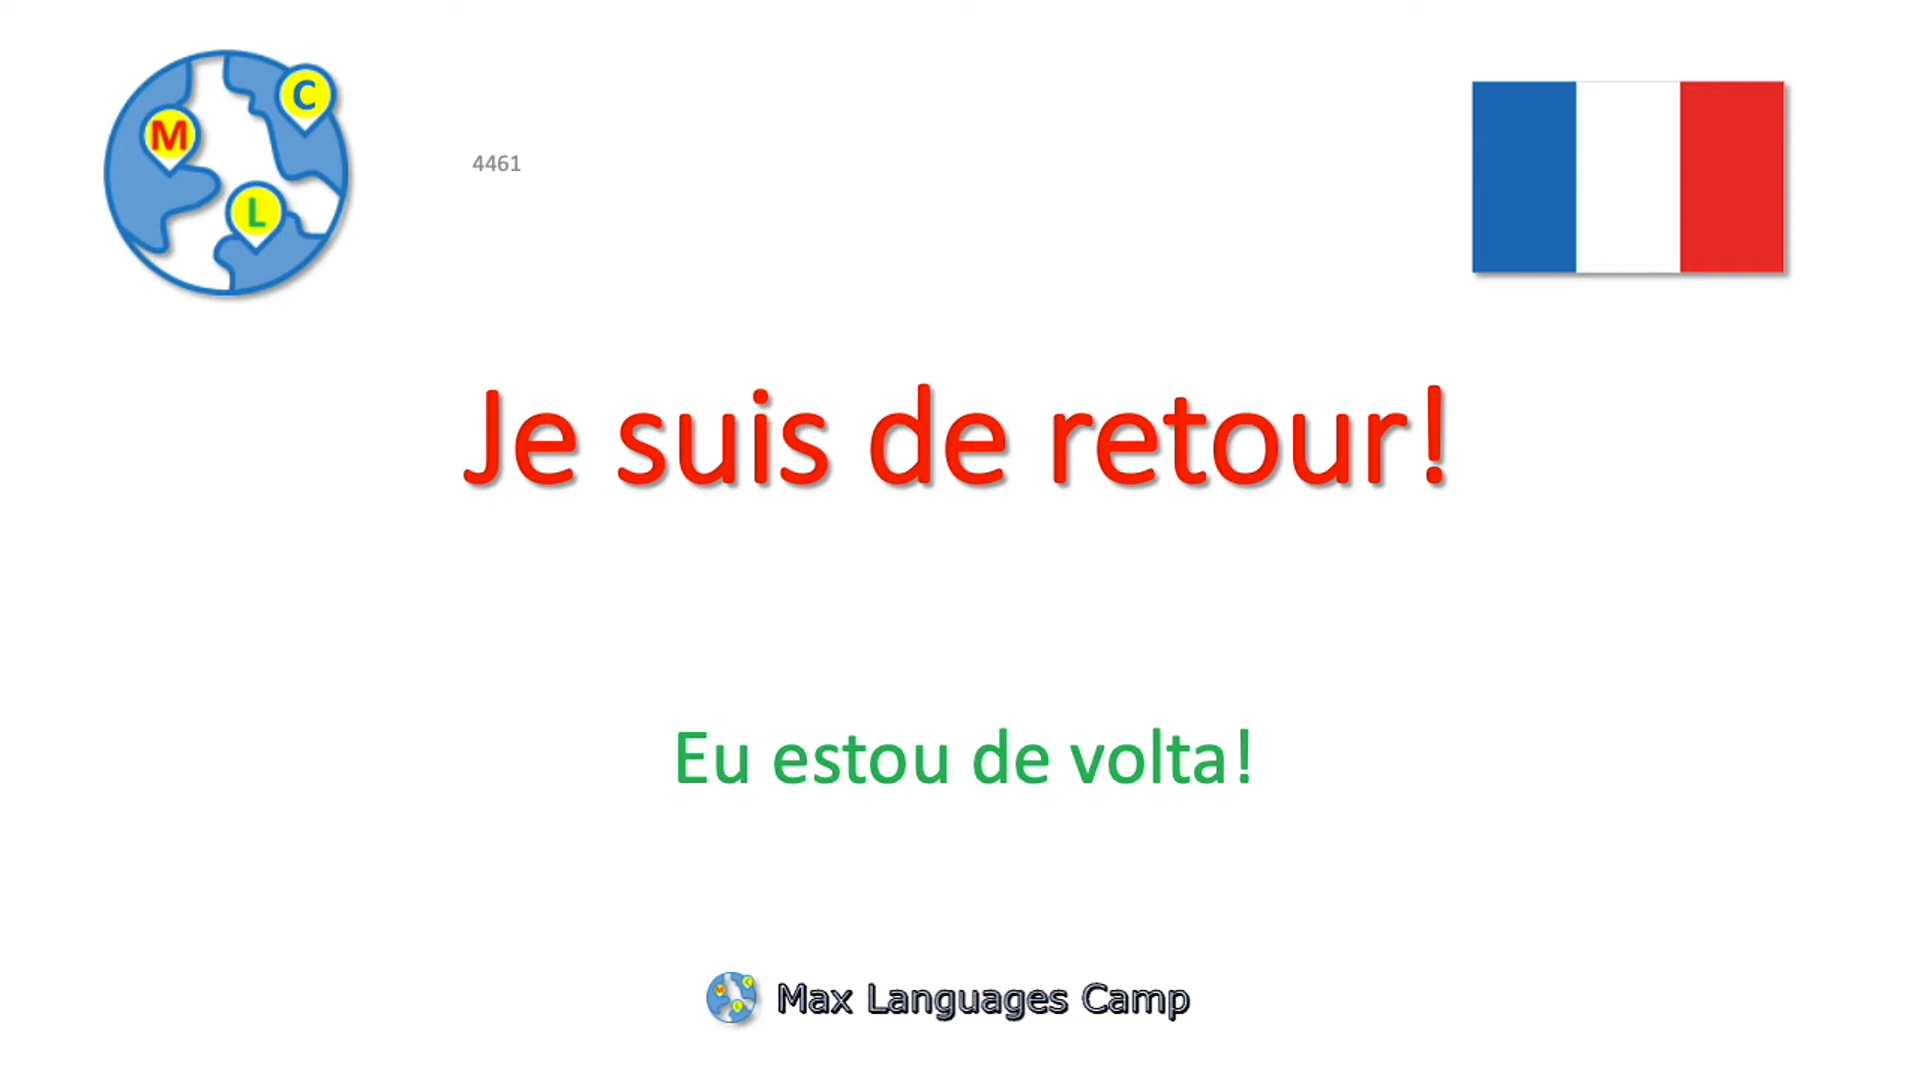 M
C
L
4461
Je suis de retour!
Eu estou de volta!
Max Languages Camp